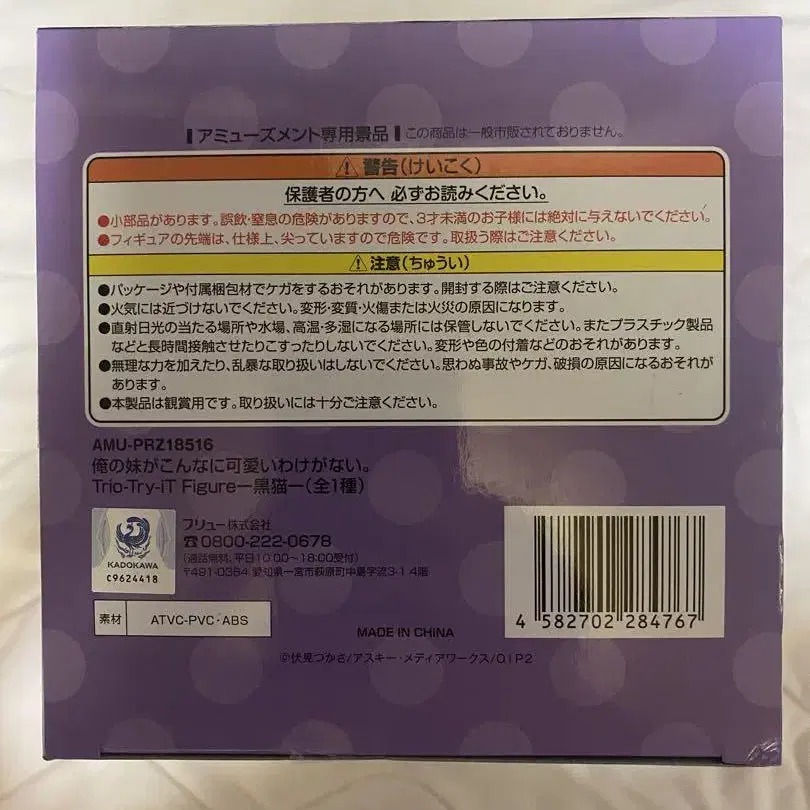 アミューズメント専用景品 この商品は一般市販されておりません。
⚠警告(けいこく)
保護者の方へ 必ずお読みください。
●小部品があります。誤飲・窒息の危険がありますので、3才未満のお子様には絶対に与えないでください。
●フィギュアの先端は、仕様上、尖っていますので危険です。取扱う際はご注意ください。
⚠注意(ちゅうい)
●パッケージや付属梱包材でケガをするおそれがあります。開封する際はご注意ください。
●火気には近づけないでください。変形・変質・火傷または火災の原因になります。
●直射日光の当たる場所や水場、高温・多湿になる場所には保管しないでください。またプラスチック製品
などと長時間接触させたりこすったりしないでください。変形や色の付着などのおそれがあります。
●無理な力を加えたり、乱暴な取り扱いはしないでください。思わぬ事故やケガ、破損の原因になるおそれが
あります。
●本製品は観賞用です。取り扱いには十分ご注意ください。
AMU-PRZ18516
俺の妹がこんなに可愛いわけがない。
Trio-Try-iT Figureー黒猫ー(全1種)
KADOKAWA
C9624418
フリュー株式会社
☎0800-222-0678
(通話無料、平日10:00~18:00受付)
〒491-0364 愛知県一宮市萩原町中島字流3-1 4階
4 582702 284767
素材 ATVC-PVC・ABS
MADE IN CHINA
©伏見つかさ/アスキー・メディアワークス/OIP2